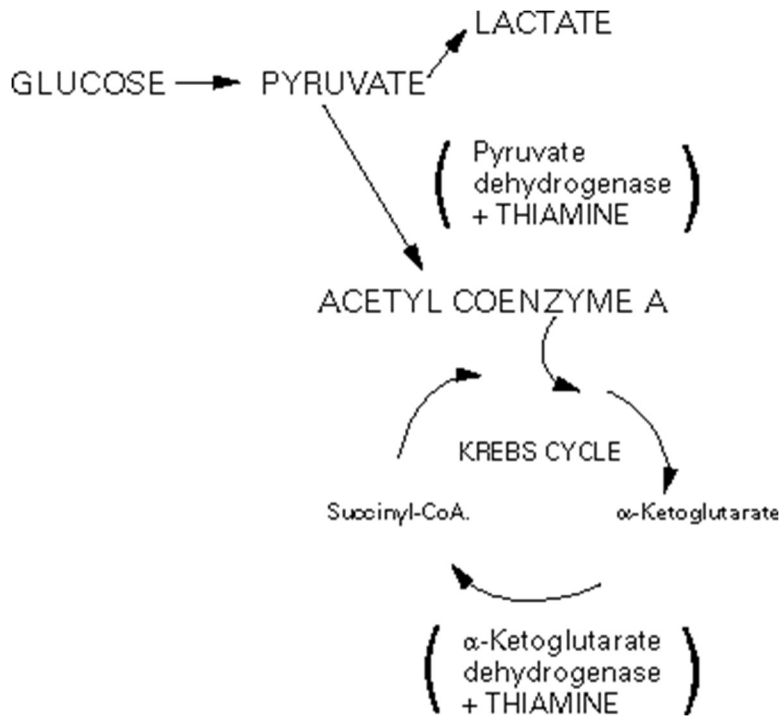 LACTATE
GLUCOSE PYRUVATE
Pyruvate
dehydrogenase
+ THIAMINE
ACETYL COENZYME A
KREBS CYCLE
Succinyl-CoA. α-Ketoglutarate
α-Ketoglutarate
dehydrogenase
+ THIAMINE